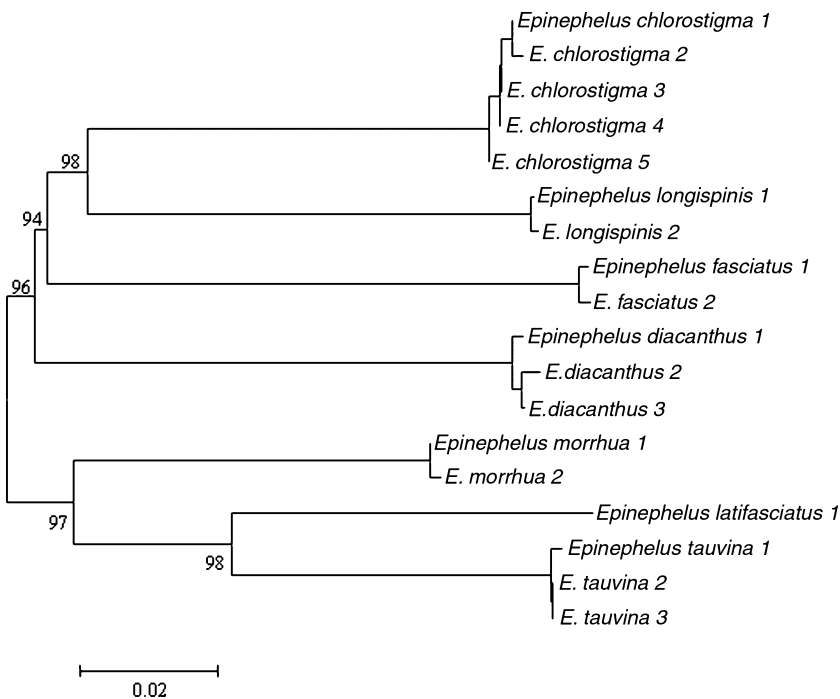 Epinephelus chlorostigma 1
E. chlorostigma 2
E. chlorostigma 3
E. chlorostigma 4
E. chlorostigma 5
98
Epinephelus longispinis 1
94
E. longispinis 2
Epinephelus fasciatus 1
96
E. fasciatus 2
Epinephelus diacanthus 1
E.diacanthus 2
E.diacanthus 3
Epinephelus morrhua 1
E. morrhua 2
97
Epinephelus latifasciatus 1
Epinephelus tauvina 1
98
E. tauvina 2
E. tauvina 3
0.02